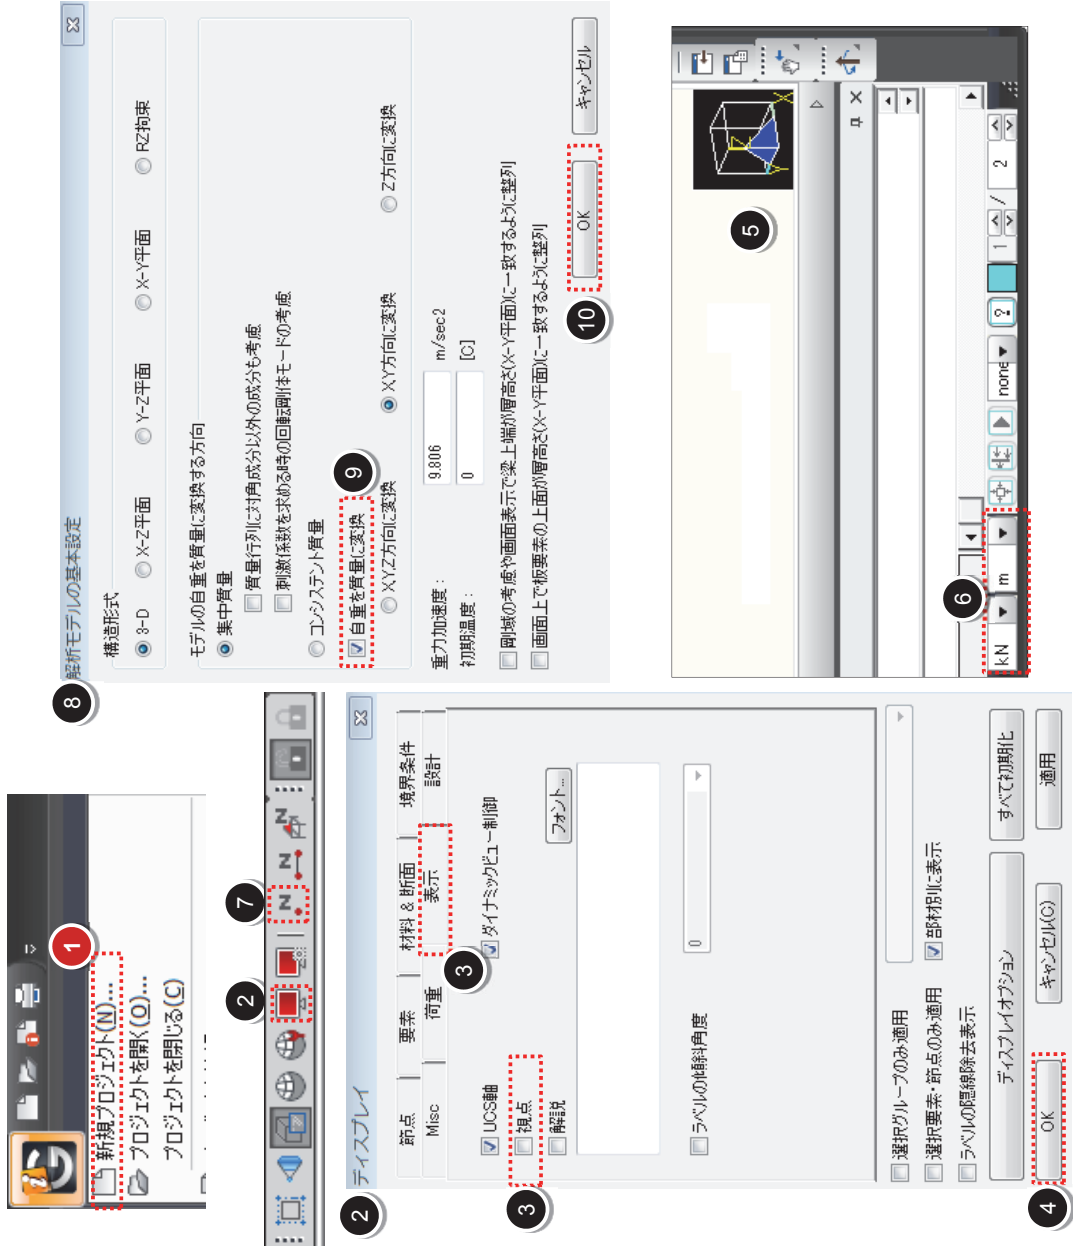 1
新規プロジェクト(N)...
プロジェクトを開く(O)...
プロジェクトを閉じる(C)
2
7
2
ディスプレイ
節点
要素
材料 & 断面
境界条件
Misc
荷重
表示
設計
3
UCS軸
ダイナミックビュー制御
3
視点
解説
フォント...
ラベルの傾斜角度
0
選択グループのみ適用
選択要素・節点のみ適用
部材別に表示
ラベルの隠線除去表示
ディスプレイオプション
すべて初期化
4
OK
キャンセル(C)
適用
8
解析モデルの基本設定
構造形式
3-D
X-Z平面
Y-Z平面
X-Y平面
RZ拘束
モデルの自重を質量に変換する方向
集中質量
質量行列に対角成分以外の成分も考慮
刺激係数を求める時の回転剛体モードの考慮
コンシステント質量
9
自重を質量に変換
XYZ方向に変換
XY方向に変換
Z方向に変換
重力加速度:
9.806
m/sec2
初期温度:
0
[C]
剛域の考慮や画面表示で梁上端が層高さ(X-Y平面)に一致するように整列
画面上で板要素の上面が層高さ(X-Y平面)に一致するように整列
10
OK
キャンセル
5
Z
Y
X
6
kN
m
none
?
1
/
2